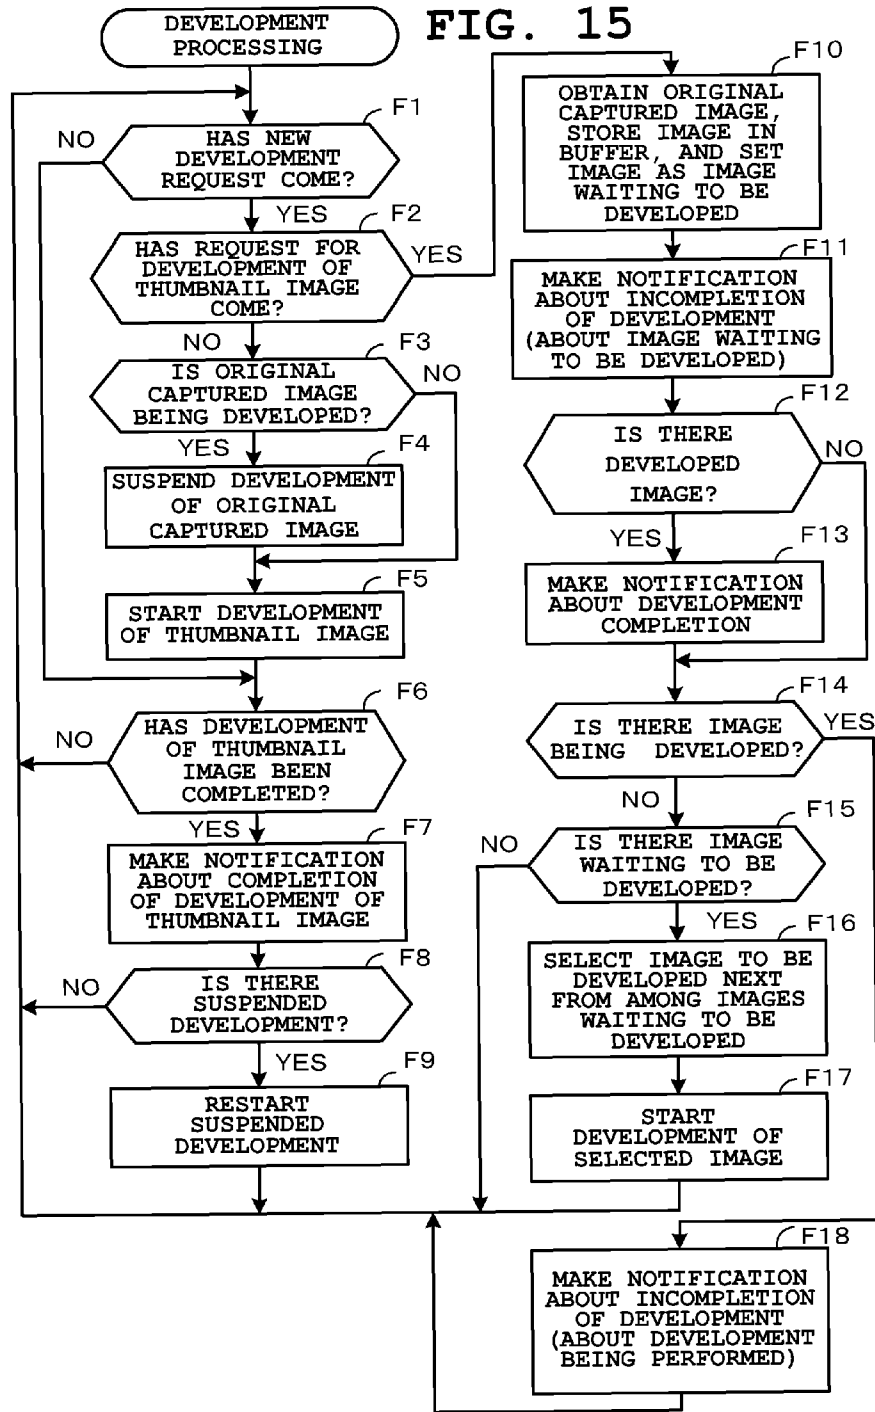 FIG. 15
DEVELOPMENT
PROCESSING
F1
HAS NEW
DEVELOPMENT
REQUEST COME?
NO
YES
F2
HAS REQUEST FOR
DEVELOPMENT OF
THUMBNAIL IMAGE
COME?
YES
NO
F3
IS ORIGINAL
CAPTURED IMAGE
BEING DEVELOPED?
NO
YES
F4
SUSPEND DEVELOPMENT
OF ORIGINAL
CAPTURED IMAGE
F5
START DEVELOPMENT
OF THUMBNAIL IMAGE
F6
HAS DEVELOPMENT
OF THUMBNAIL
IMAGE BEEN
COMPLETED?
NO
YES
F7
MAKE NOTIFICATION
ABOUT COMPLETION
OF DEVELOPMENT OF
THUMBNAIL IMAGE
F8
IS THERE
SUSPENDED
DEVELOPMENT?
NO
YES
F9
RESTART
SUSPENDED
DEVELOPMENT
F10
OBTAIN ORIGINAL
CAPTURED IMAGE,
STORE IMAGE IN
BUFFER, AND SET
IMAGE AS IMAGE
WAITING TO BE
DEVELOPED
F11
MAKE NOTIFICATION
ABOUT INCOMPLETION
OF DEVELOPMENT
(ABOUT IMAGE WAITING
TO BE DEVELOPED)
F12
IS THERE
DEVELOPED
IMAGE?
NO
YES
F13
MAKE NOTIFICATION
ABOUT DEVELOPMENT
COMPLETION
F14
IS THERE IMAGE
BEING DEVELOPED?
YES
NO
F15
IS THERE IMAGE
WAITING TO BE
DEVELOPED?
NO
YES
F16
SELECT IMAGE TO BE
DEVELOPED NEXT
FROM AMONG IMAGES
WAITING TO BE
DEVELOPED
F17
START
DEVELOPMENT OF
SELECTED IMAGE
F18
MAKE NOTIFICATION
ABOUT INCOMPLETION
OF DEVELOPMENT
(ABOUT DEVELOPMENT
BEING PERFORMED)